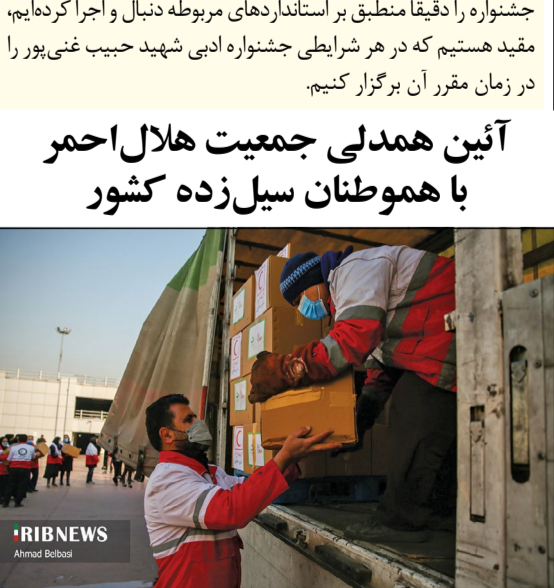 جشنواره را دقیقا منطبق بر استانداردهای مربوطه دنبال و اجرا کرده‌ایم،
مقید هستیم که در هر شرایطی جشنواره ادبی شهید حبیب غنی‌پور را
در زمان مقرر آن برگزار کنیم.
آئین همدلی جمعیت هلال‌احمر
با هموطنان سیل‌زده کشور
IRIBNEWS
Ahmad Belbasi